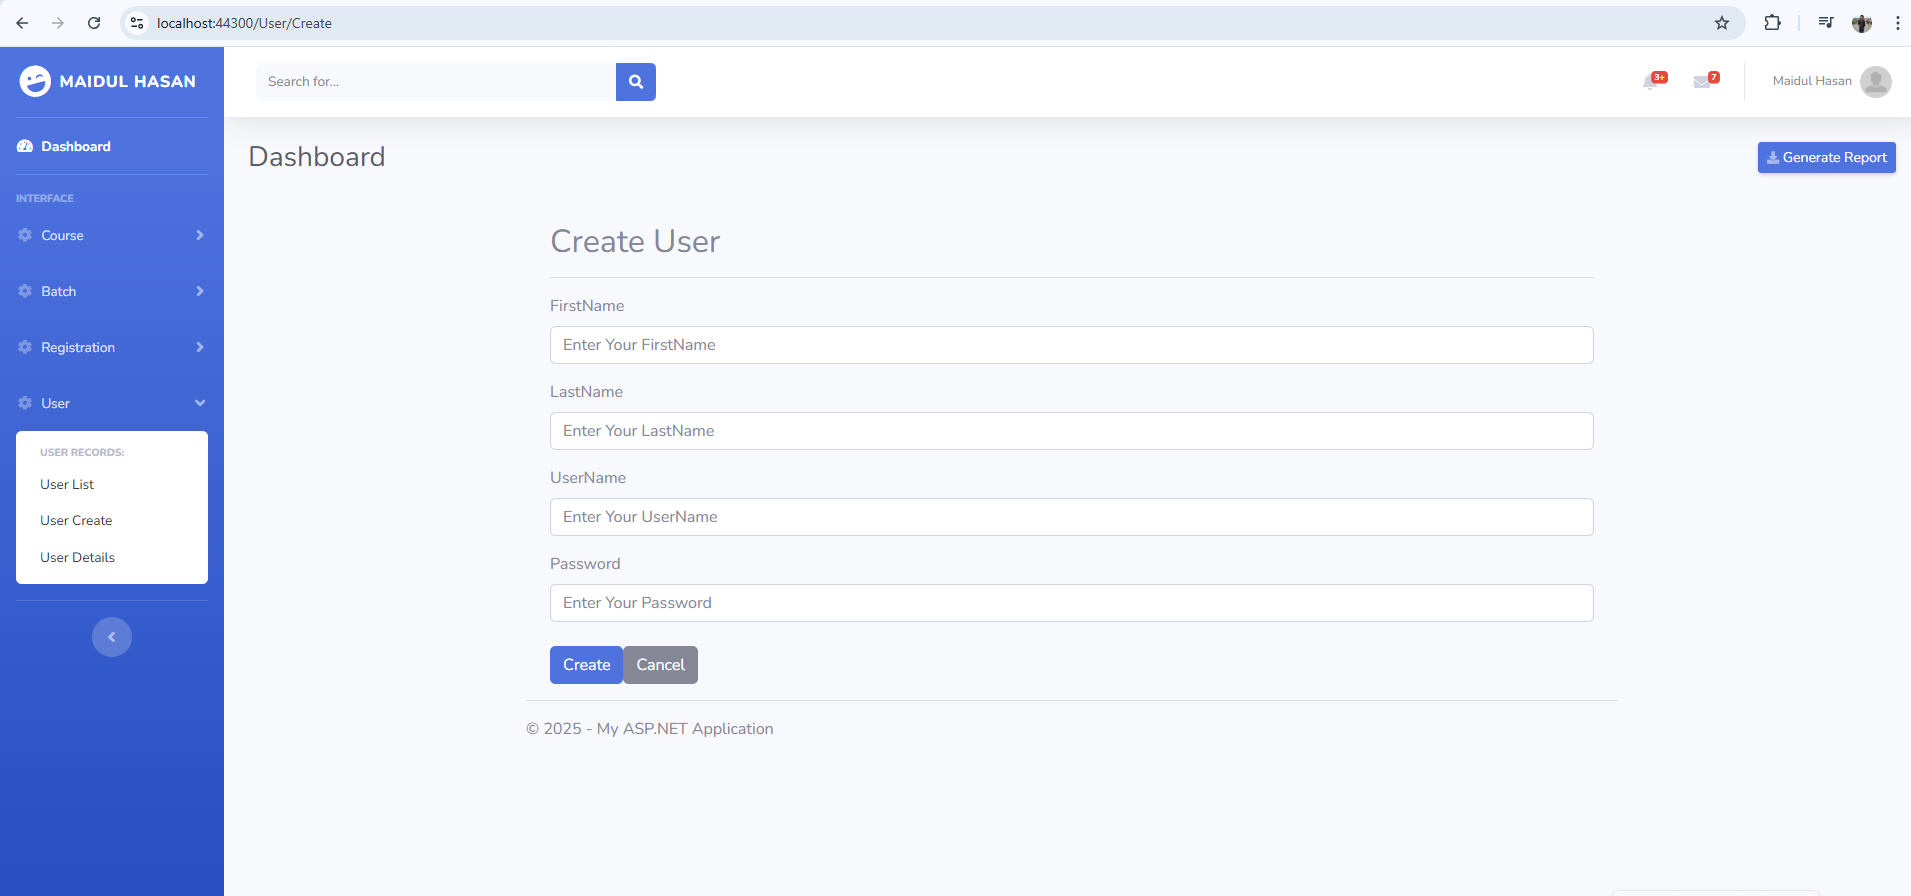 localhost:44300/User/Create
MAIDUL HASAN
Search for...
3+
7
Maidul Hasan
Dashboard
INTERFACE
Course
Batch
Registration
User
USER RECORDS:
User List
User Create
User Details
Dashboard
Generate Report
Create User
FirstName
Enter Your FirstName
LastName
Enter Your LastName
UserName
Enter Your UserName
Password
Enter Your Password
Create Cancel
© 2025 - My ASP.NET Application